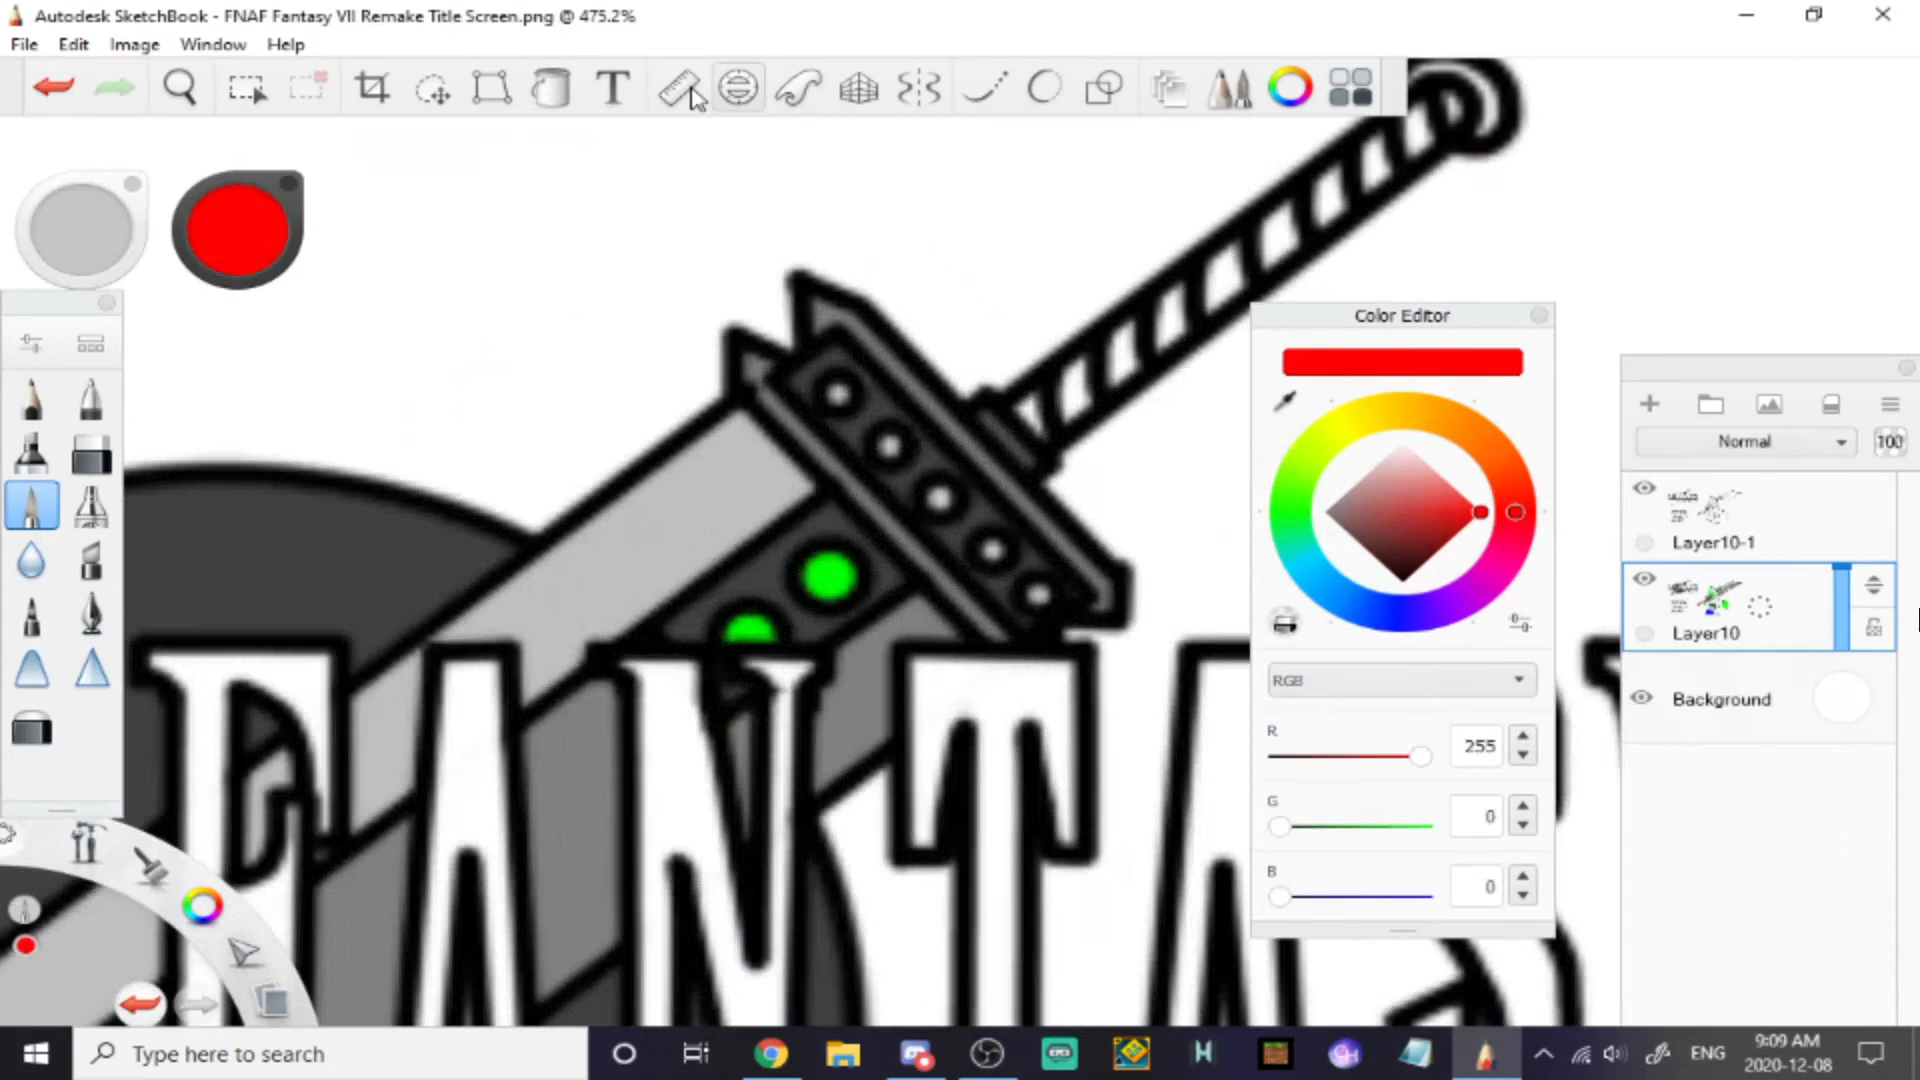 Autodesk SketchBook - FNAF Fantasy VII Remake Title Screen.png @ 475.2%
File Edit Image Window Help
T
Color Editor
Normal 100
Layer10-1
Layer10
Background
RGB
R 255
G 0
B 0
FANTAS
Type here to search
ENG
9:09 AM
2020-12-08